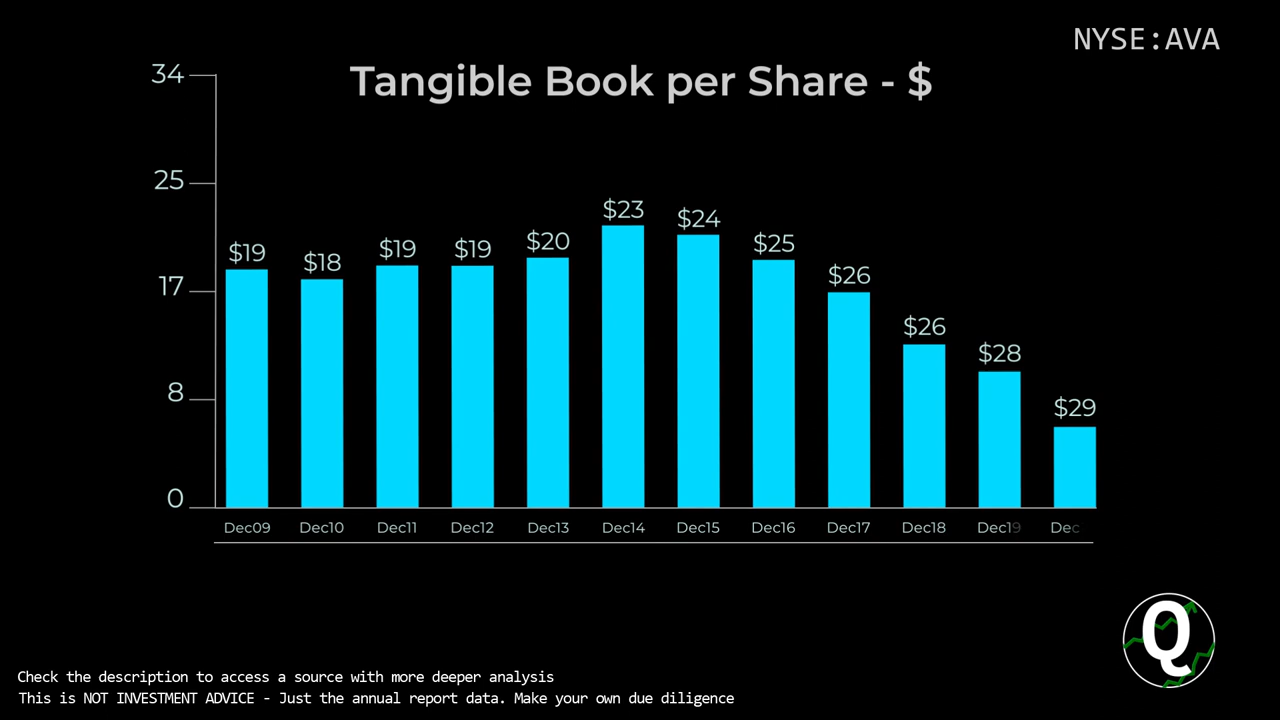 NYSE:AVA
Tangible Book per Share - $
34
25
17
8
0
$19 $18 $19 $19 $20 $23 $24 $25 $26 $26 $28 $29
Dec09 Dec10 Dec11 Dec12 Dec13 Dec14 Dec15 Dec16 Dec17 Dec18 Dec19 Dec
Q
Check the description to access a source with more deeper analysis
This is NOT INVESTMENT ADVICE - Just the annual report data. Make your own due diligence